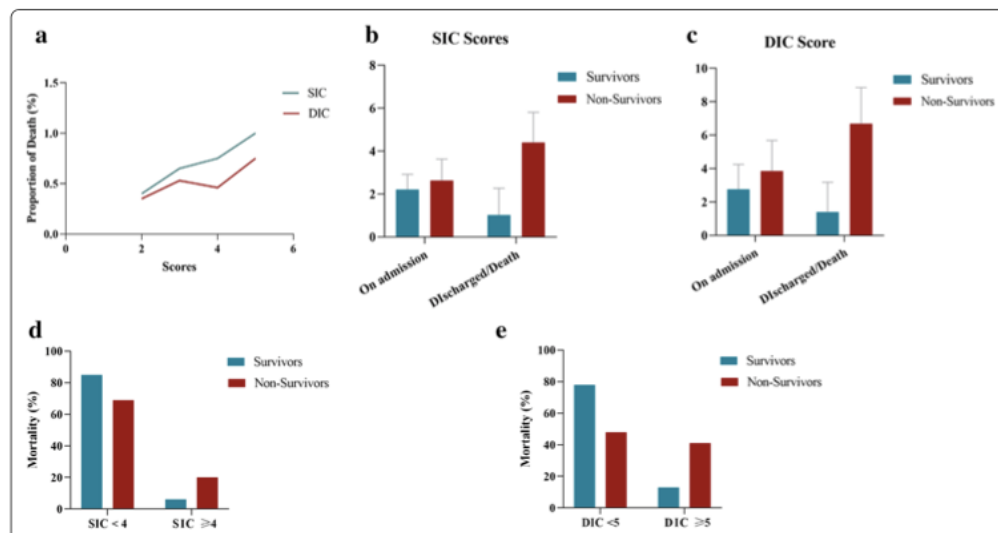 a
Proportion of Death (%)
1.5
1.0
0.5
0.0
0 2 4 6
Scores
SIC
DIC
b
SIC Scores
8
6
4
2
0
On admission
DIscharged/Death
Survivors
Non-Survivors
c
DIC Score
10
8
6
4
2
0
On admission
DIscharged/Death
Survivors
Non-Survivors
d
Mortality (%)
100
80
60
40
20
0
SIC < 4 SIC ⩾4
Survivors
Non-Survivors
e
Mortality (%)
100
80
60
40
20
0
DIC <5 DIC ⩾5
Survivors
Non-Survivors